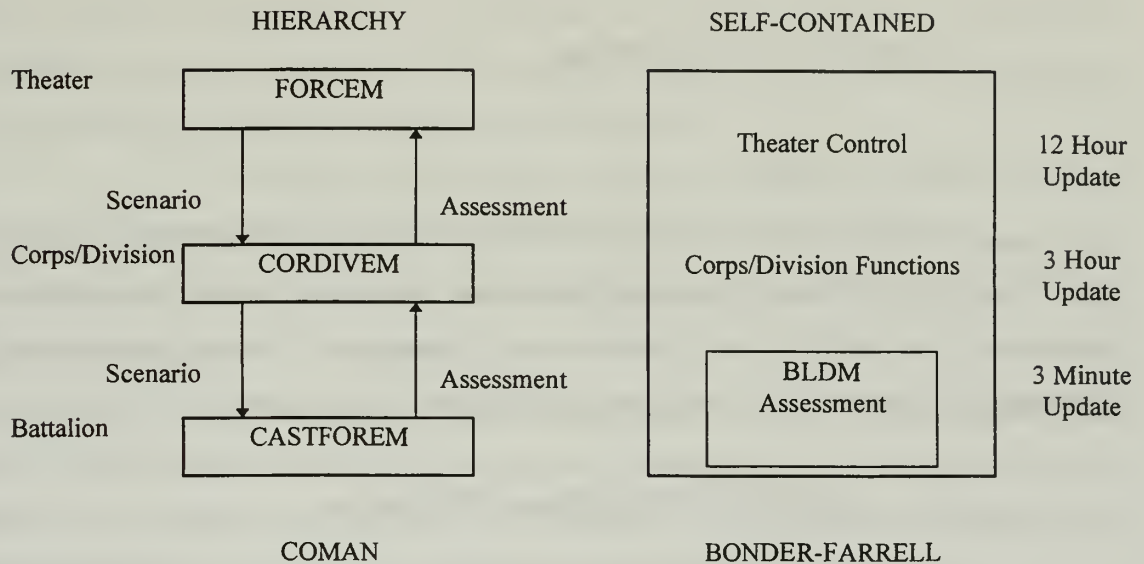 HIERARCHY
SELF-CONTAINED
Theater
FORCEM
Theater Control
12 Hour
Update
Scenario
Assessment
Corps/Division
CORDIVEM
Corps/Division Functions
3 Hour
Update
Scenario
Assessment
BLDM
Assessment
3 Minute
Update
Battalion
CASTFOREM
COMAN
BONDER-FARRELL